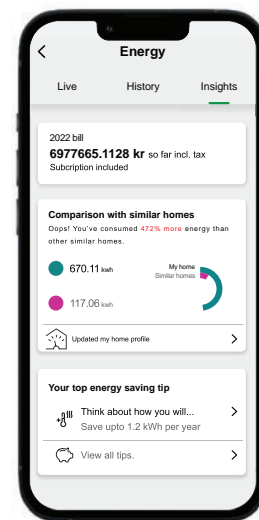 Energy
Live History Insights
2022 bill
6977665.1128 kr so far incl. tax
Subcription included
Comparison with similar homes
Oops! You've consumed 472% more energy than
other similar homes.
670.11 kwh
My home
Similar homes
117.06 kwh
Updated my home profile
Your top energy saving tip
Think about how you will...
Save upto 1.2 kWh per year
View all tips.